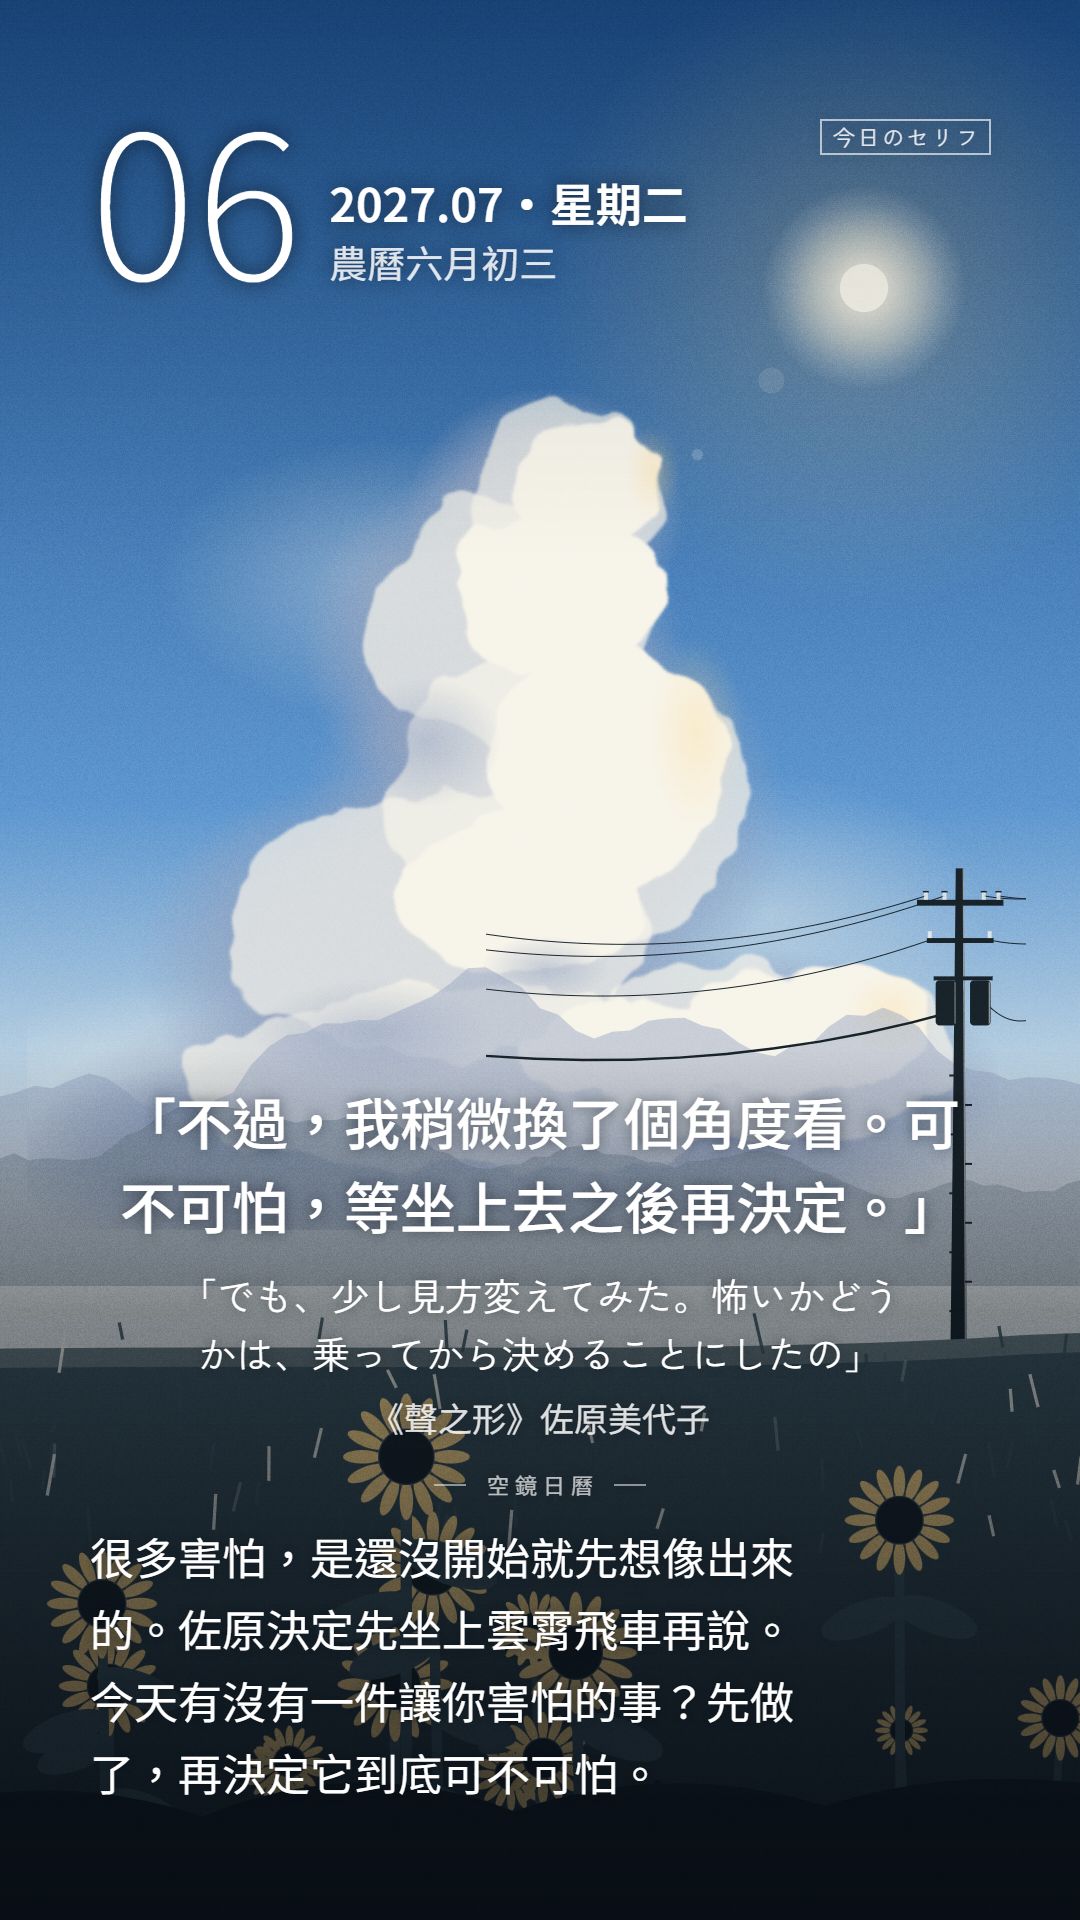 今日のセリフ
06
2027.07・星期二
農曆六月初三
「不過，我稍微換了個角度看。可
不可怕，等坐上去之後再決定。」
「でも、少し見方変えてみた。怖いかどう
かは、乗ってから決めることにしたの」
《聲之形》佐原美代子
空鏡日曆
很多害怕，是還沒開始就先想像出來
的。佐原決定先坐上雲霄飛車再說。
今天有沒有一件讓你害怕的事？先做
了，再決定它到底可不可怕。